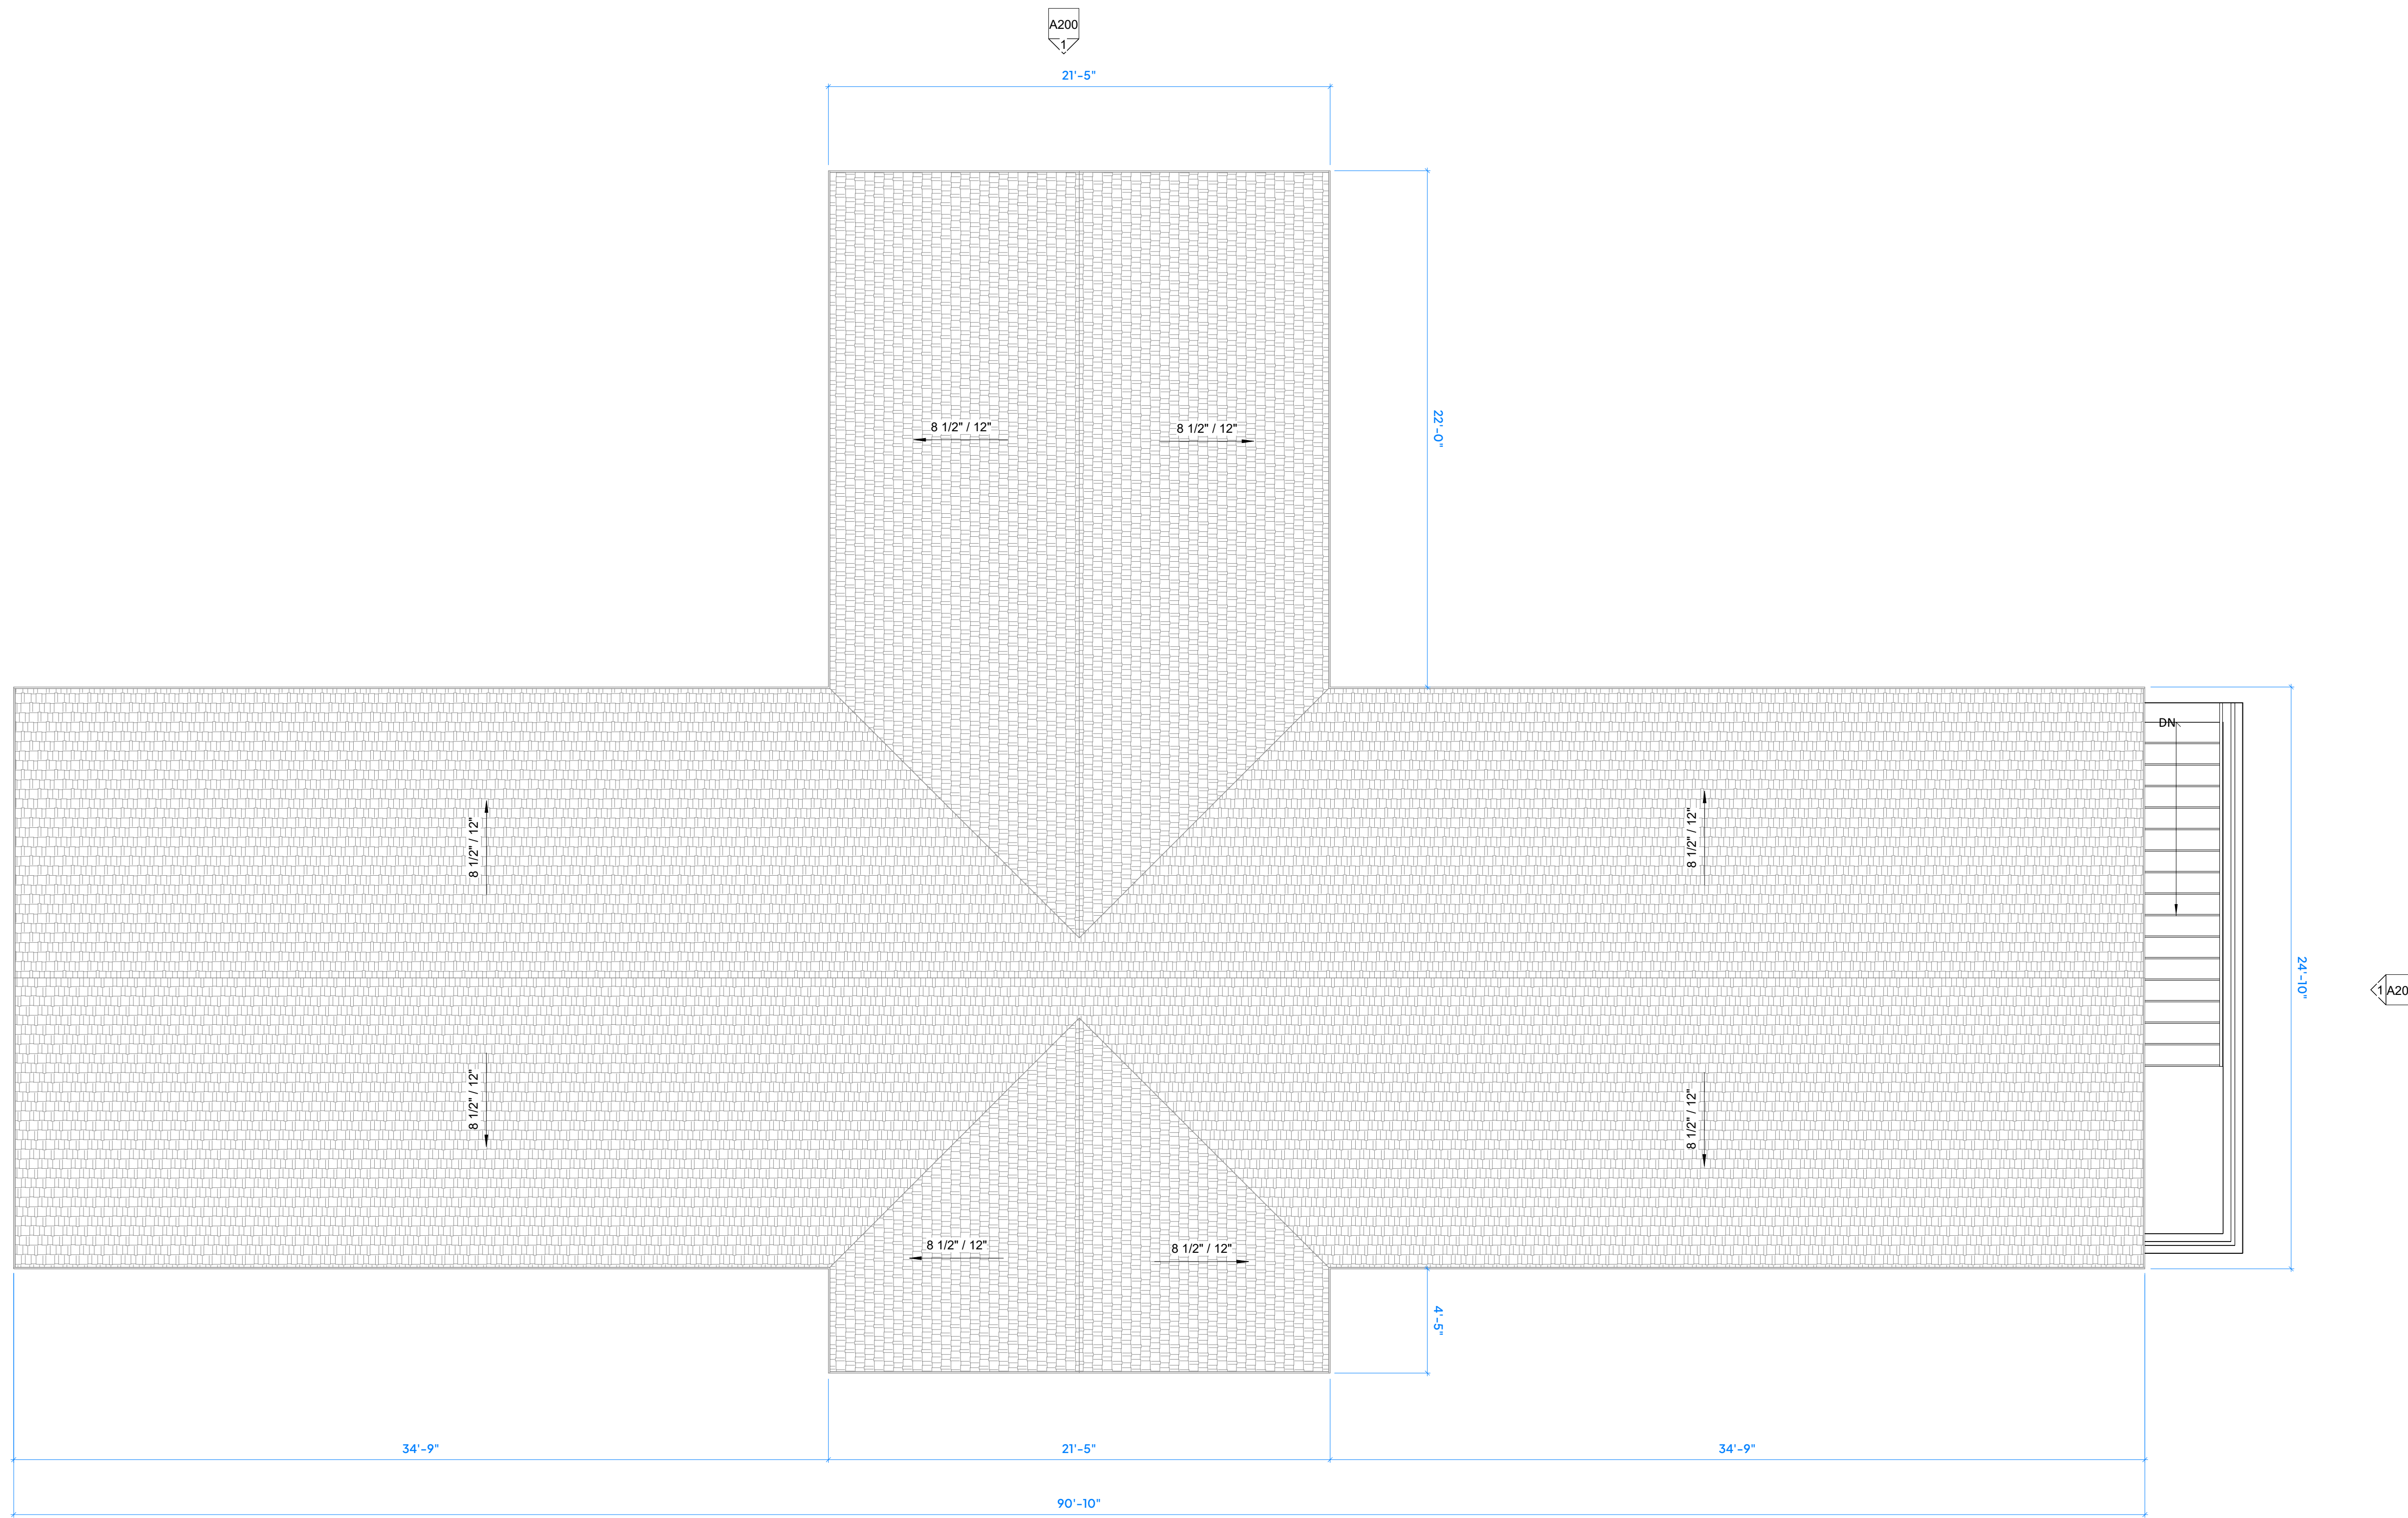 A200
1
21'-5"
22'-0"
8 1/2" / 12"
8 1/2" / 12"
DN
8 1/2" / 12"
8 1/2" / 12"
24'-10"
1
A20
8 1/2" / 12"
8 1/2" / 12"
8 1/2" / 12"
8 1/2" / 12"
4'-5"
34'-9"
21'-5"
34'-9"
90'-10"